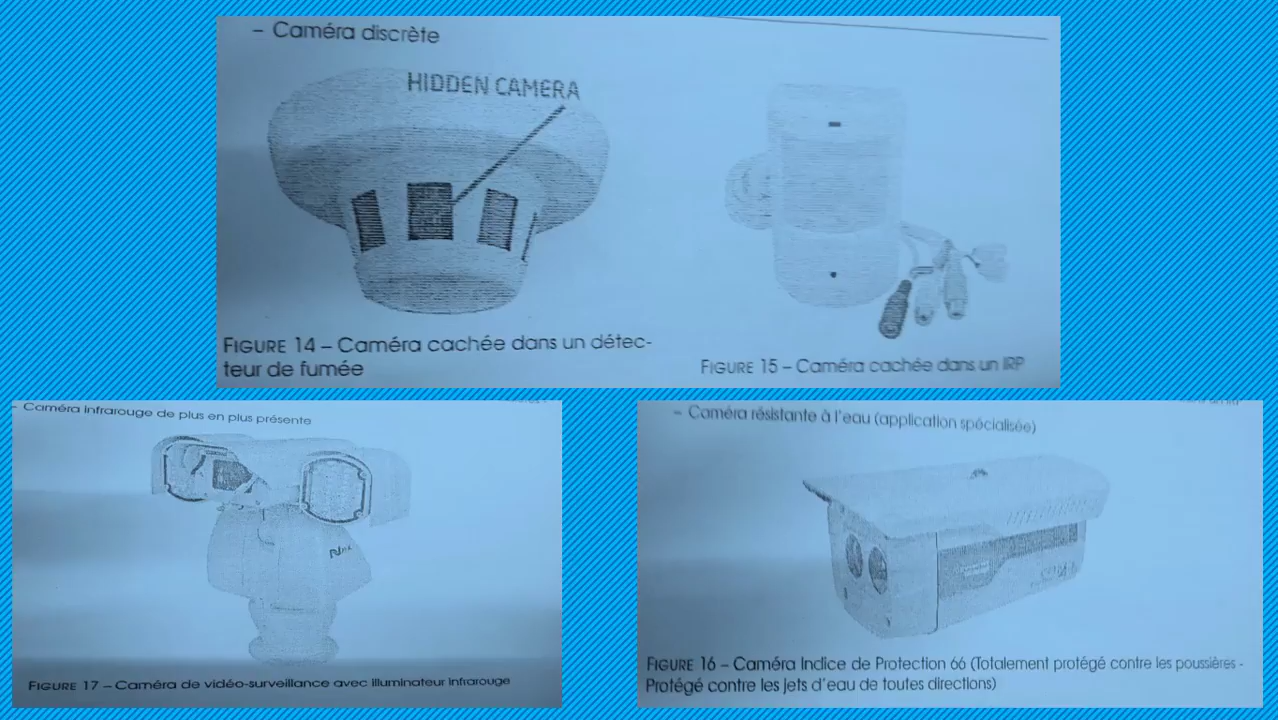 – Caméra discrète
HIDDEN CAMERA
FIGURE 14 – Caméra cachée dans un détec-
teur de fumée
FIGURE 15 – Caméra cachée dans un IRP
– Caméra Infrarouge de plus en plus présente
FIGURE 17 – Caméra de vidéo-surveillance avec illuminateur Infrarouge
– Caméra résistante à l'eau (application spécialisée)
FIGURE 16 – Caméra Indice de Protection 66 (Totalement protégé contre les poussières -
Protégé contre les jets d'eau de toutes directions)